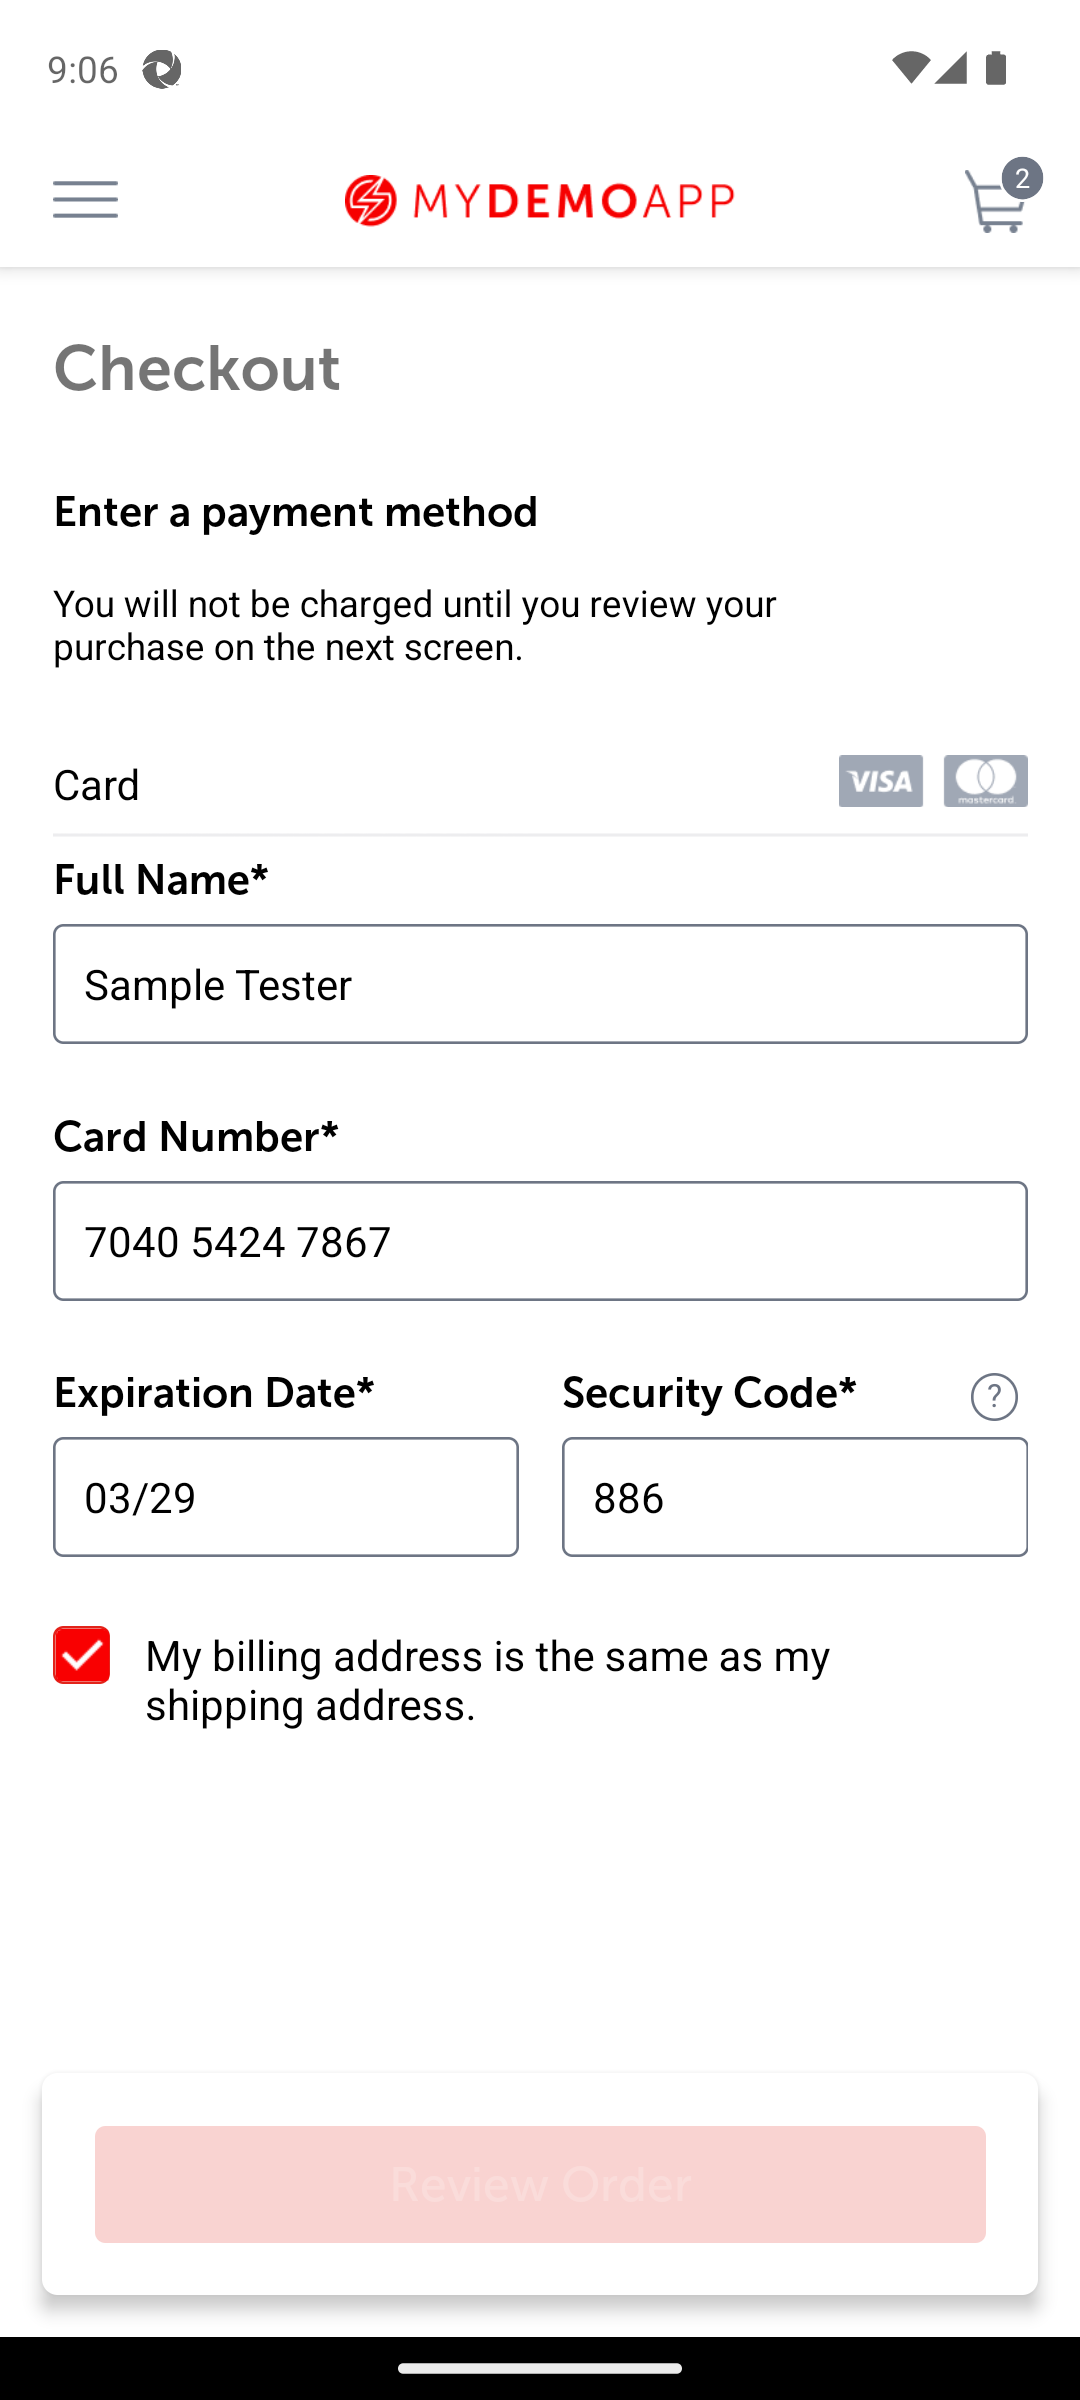 9:06
MYDEMOAPP
2
Checkout
Enter a payment method
You will not be charged until you review your
purchase on the next screen.
Card
VISA
mastercard
Full Name*
Sample Tester
Card Number*
7040 5424 7867
Expiration Date*
Security Code*
?
03/29
886
My billing address is the same as my
shipping address.
Review Order